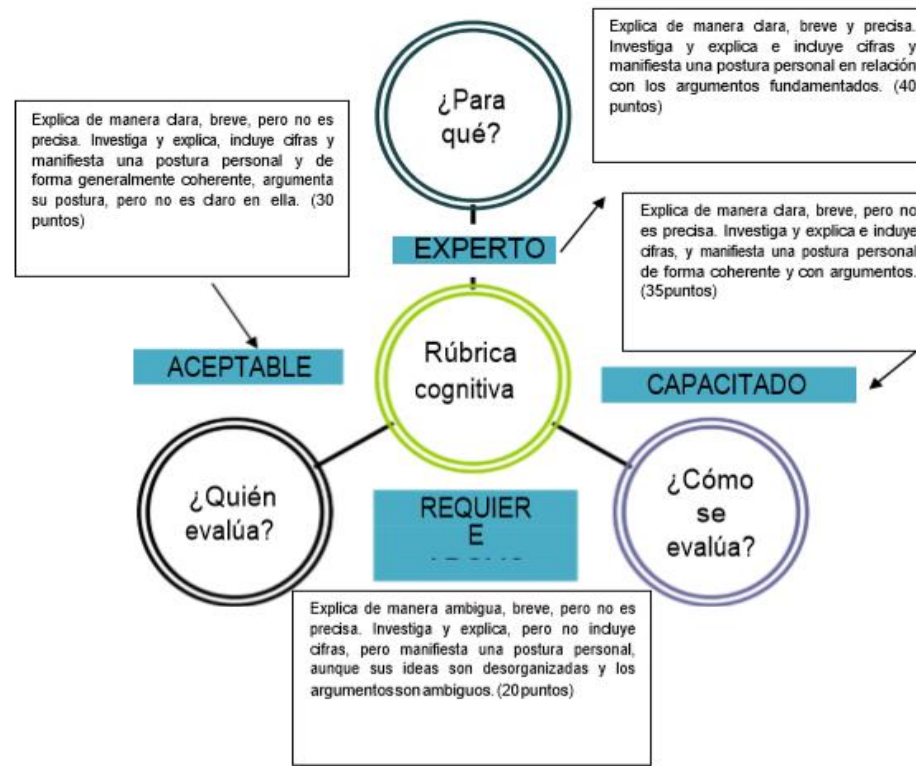 Explica de manera clara, breve y precisa.
Investiga y explica e incluye cifras y
manifiesta una postura personal en relación
con los argumentos fundamentados. (40
puntos)
¿Para
qué?
Explica de manera clara, breve, pero no es
precisa. Investiga y explica, incluye cifras y
manifiesta una postura personal y de
forma generalmente coherente, argumenta
su postura, pero no es claro en ella. (30
puntos)
EXPERTO
Explica de manera clara, breve, pero no
es precisa. Investiga y explica e incluye
cifras, y manifiesta una postura personal
de forma coherente y con argumentos.
(35puntos)
ACEPTABLE
Rúbrica
cognitiva
CAPACITADO
¿Quién
evalúa?
REQUIER
E
¿Cómo
se
evalúa?
Explica de manera ambigua, breve, pero no es
precisa. Investiga y explica, pero no incluye
cifras, pero manifiesta una postura personal,
aunque sus ideas son desorganizadas y los
argumentos son ambiguos. (20 puntos)